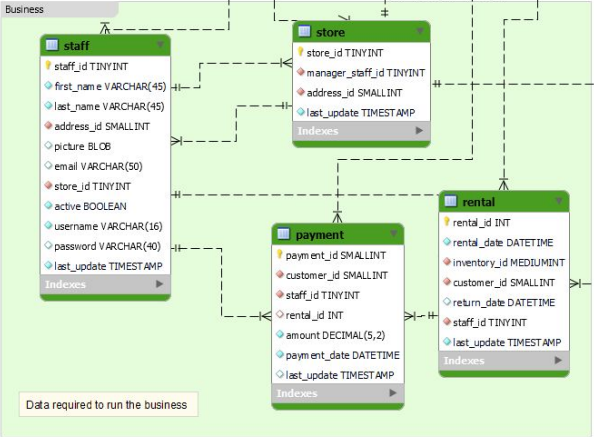 Business
staff
staff_id TINYINT
first_name VARCHAR(45)
last_name VARCHAR(45)
address_id SMALLINT
picture BLOB
email VARCHAR(50)
store_id TINYINT
active BOOLEAN
username VARCHAR(16)
password VARCHAR(40)
last_update TIMESTAMP
Indexes
store
store_id TINYINT
manager_staff_id TINYINT
address_id SMALLINT
last_update TIMESTAMP
Indexes
payment
payment_id SMALLINT
customer_id SMALLINT
staff_id TINYINT
rental_id INT
amount DECIMAL(5,2)
payment_date DATETIME
last_update TIMESTAMP
Indexes
rental
rental_id INT
rental_date DATETIME
inventory_id MEDIUMINT
customer_id SMALLINT
return_date DATETIME
staff_id TINYINT
last_update TIMESTAMP
Indexes
Data required to run the business